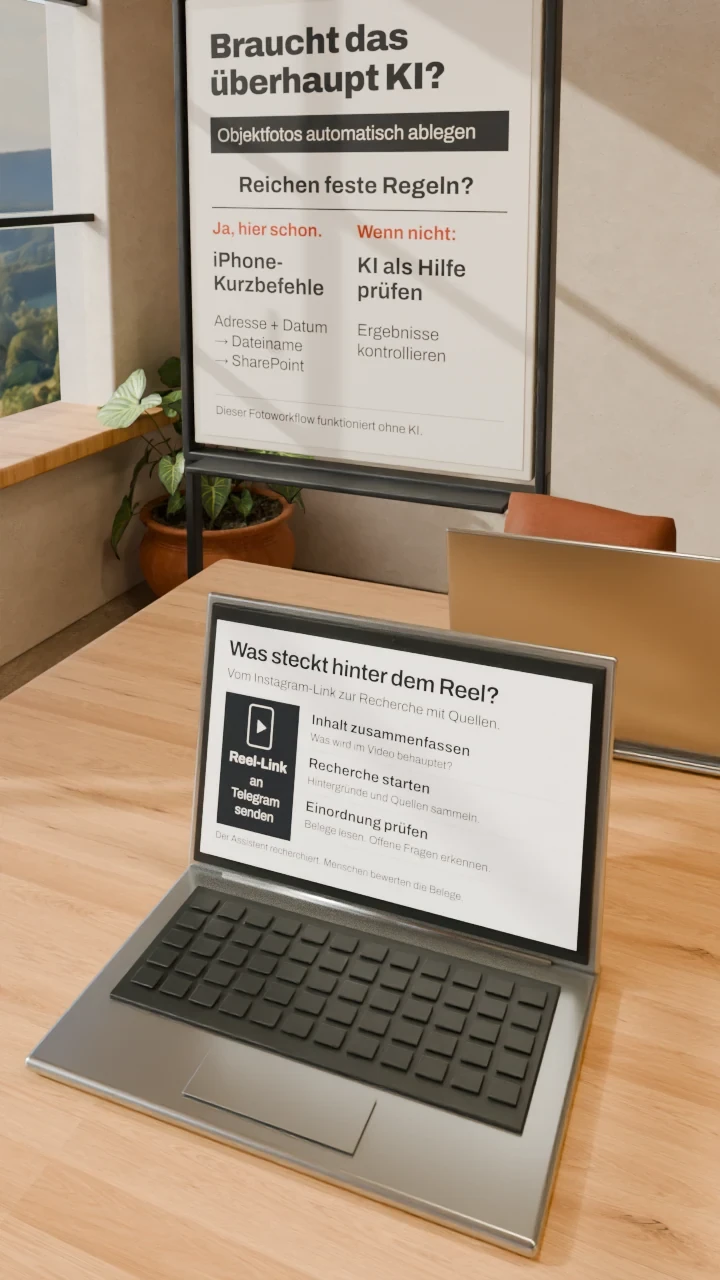 Braucht das
überhaupt KI?
Objektfotos automatisch ablegen
Reichen feste Regeln?
Ja, hier schon.
iPhone-
Kurzbefehle
Adresse + Datum
→ Dateiname
→ SharePoint
Wenn nicht:
KI als Hilfe
prüfen
Ergebnisse
kontrollieren
Dieser Fotoworkflow funktioniert ohne KI.
Was steckt hinter dem Reel?
Vom Instagram-Link zur Recherche mit Quellen.
Reel-Link
an
Telegram
senden
Inhalt zusammenfassen
Was wird im Video behauptet?
Recherche starten
Hintergründe und Quellen sammeln.
Einordnung prüfen
Belege lesen. Offene Fragen erkennen.
Der Assistent recherchiert. Menschen bewerten die Belege.